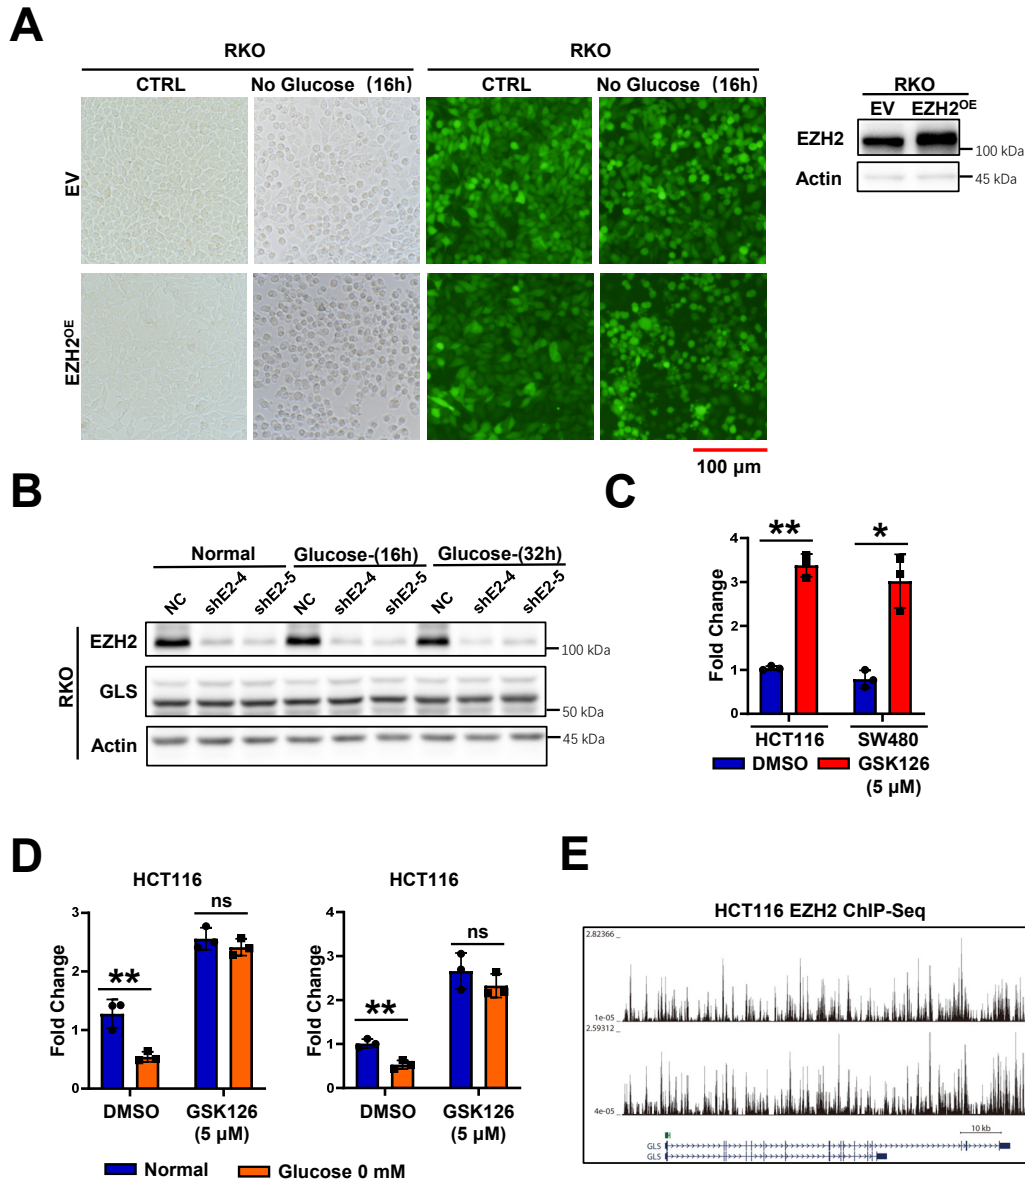 A
RKO
RKO
CTRL
No Glucose (16h)
CTRL
No Glucose (16h)
EV
EZH2OE
100 μm
RKO
EV EZH2OE
EZH2
100 kDa
Actin
45 kDa
B
Normal
Glucose-(16h)
Glucose-(32h)
NC shE2-4 shE2-5 NC shE2-4 shE2-5 NC shE2-4 shE2-5
RKO
EZH2
100 kDa
GLS
50 kDa
Actin
45 kDa
C
** *
Fold Change
4
3
2
1
0
HCT116 SW480
DMSO GSK126
(5 μM)
D
HCT116
Fold Change
3
2
1
0
**
ns
DMSO GSK126
(5 μM)
HCT116
Fold Change
4
3
2
1
0
**
ns
DMSO GSK126
(5 μM)
Normal Glucose 0 mM
E
HCT116 EZH2 ChIP-Seq
2.82366 _
1e-05 _
2.59312 _
4e-05 _
10 kb
GLS
GLS